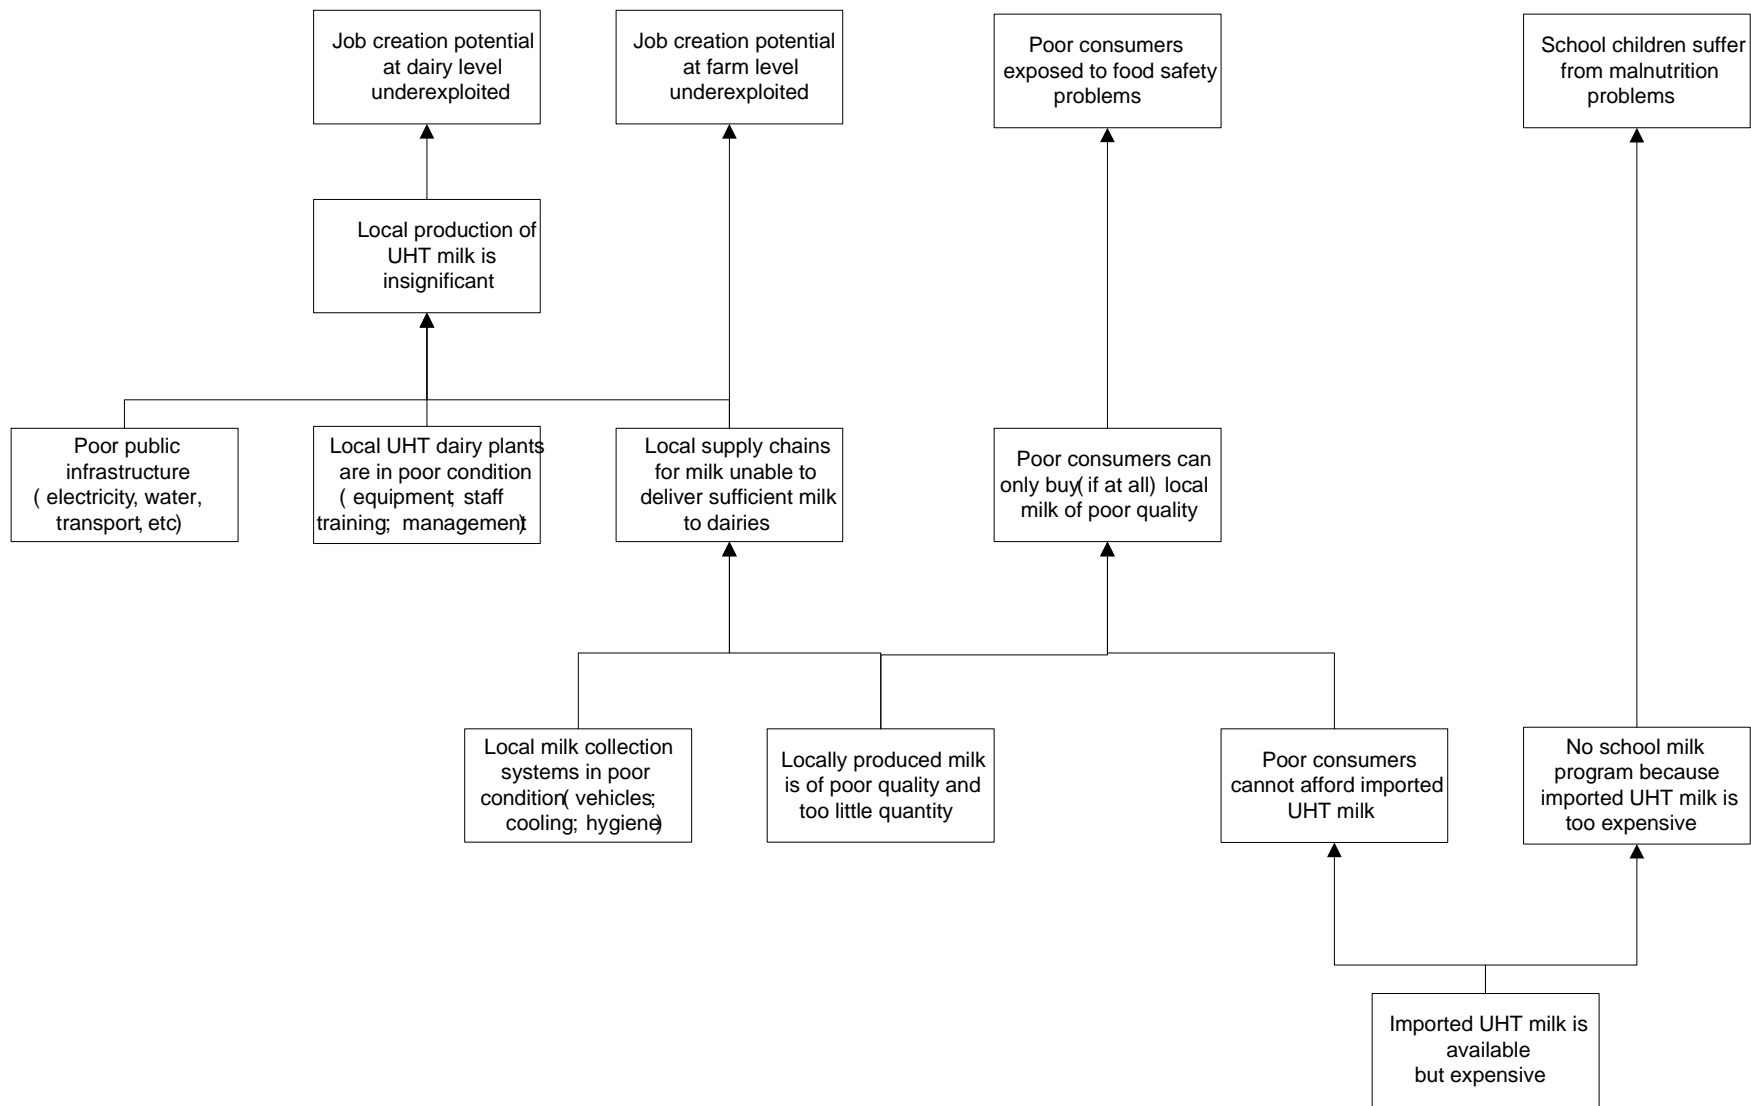 Job creation potential
at dairy level
underexploited
Job creation potential
at farm level
underexploited
Poor consumers
exposed to food safety
problems
School children suffer
from malnutrition
problems
Local production of
UHT milk is
insignificant
Poor public
infrastructure
( electricity, water,
transport, etc)
Local UHT dairy plants
are in poor condition
( equipment; staff
training; management)
Local supply chains
for milk unable to
deliver sufficient milk
to dairies
Poor consumers can
only buy( if at all) local
milk of poor quality
Local milk collection
systems in poor
condition( vehicles;
cooling; hygiene)
Locally produced milk
is of poor quality and
too little quantity
Poor consumers
cannot afford imported
UHT milk
No school milk
program because
imported UHT milk is
too expensive
Imported UHT milk is
available
but expensive